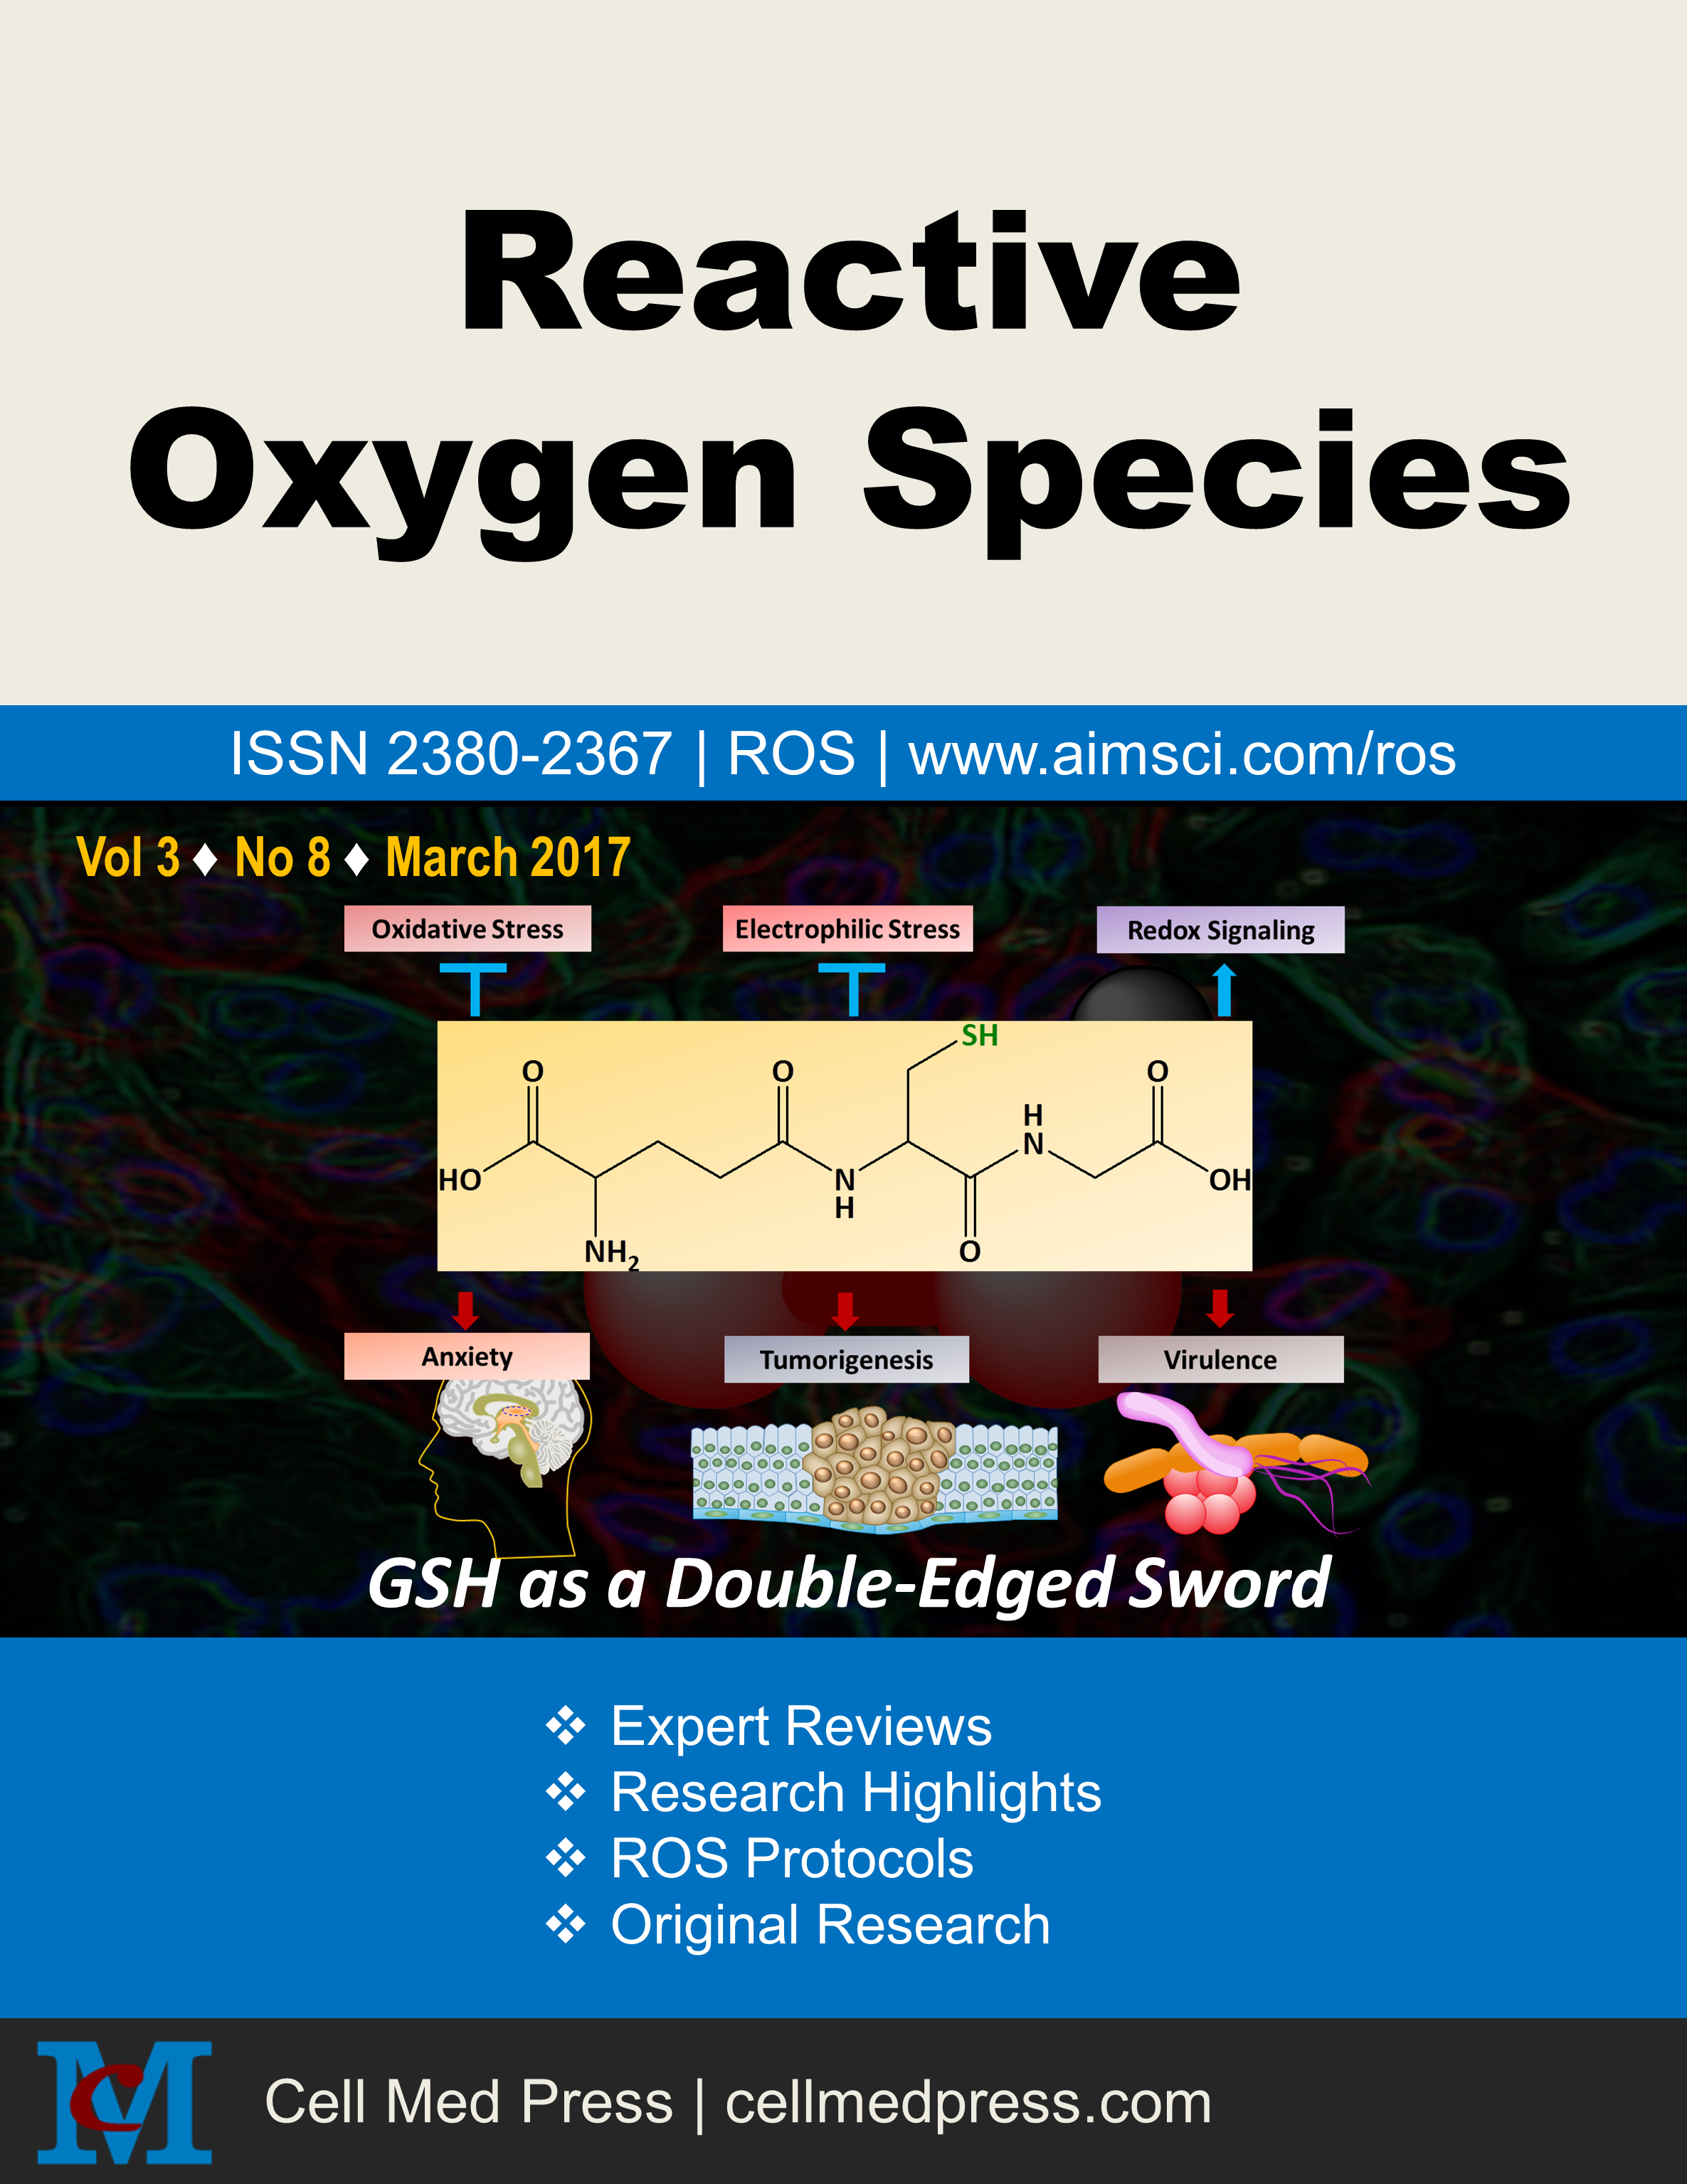 Reactive
Oxygen Species
ISSN 2380-2367 | ROS | www.aimsci.com/ros
Vol 3 ♦ No 8 ♦ March 2017
Oxidative Stress
Electrophilic Stress
Redox Signaling
SH
O
O
O
H
N
HO
N
H
OH
NH₂
O
Anxiety
Tumorigenesis
Virulence
GSH as a Double-Edged Sword
❖ Expert Reviews
❖ Research Highlights
❖ ROS Protocols
❖ Original Research
MC
Cell Med Press | cellmedpress.com